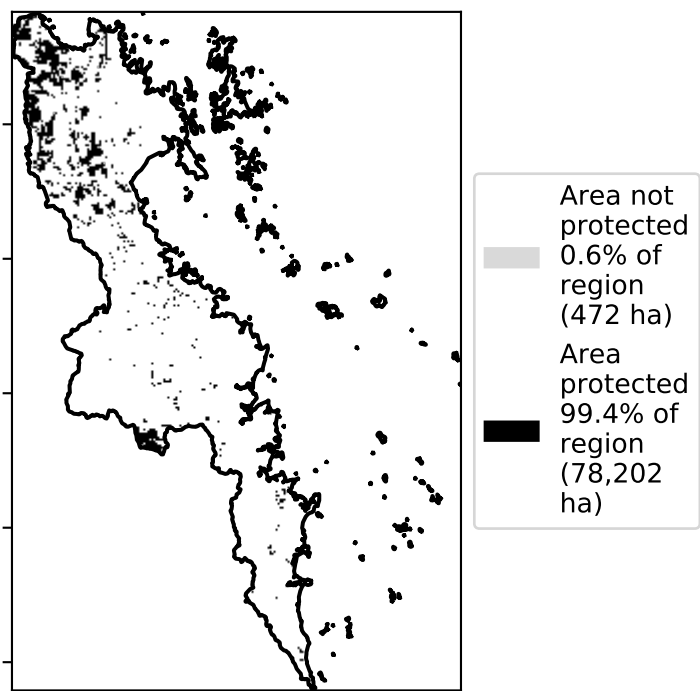 Area not
protected
0.6% of
region
(472 ha)
Area
protected
99.4% of
region
(78,202
ha)